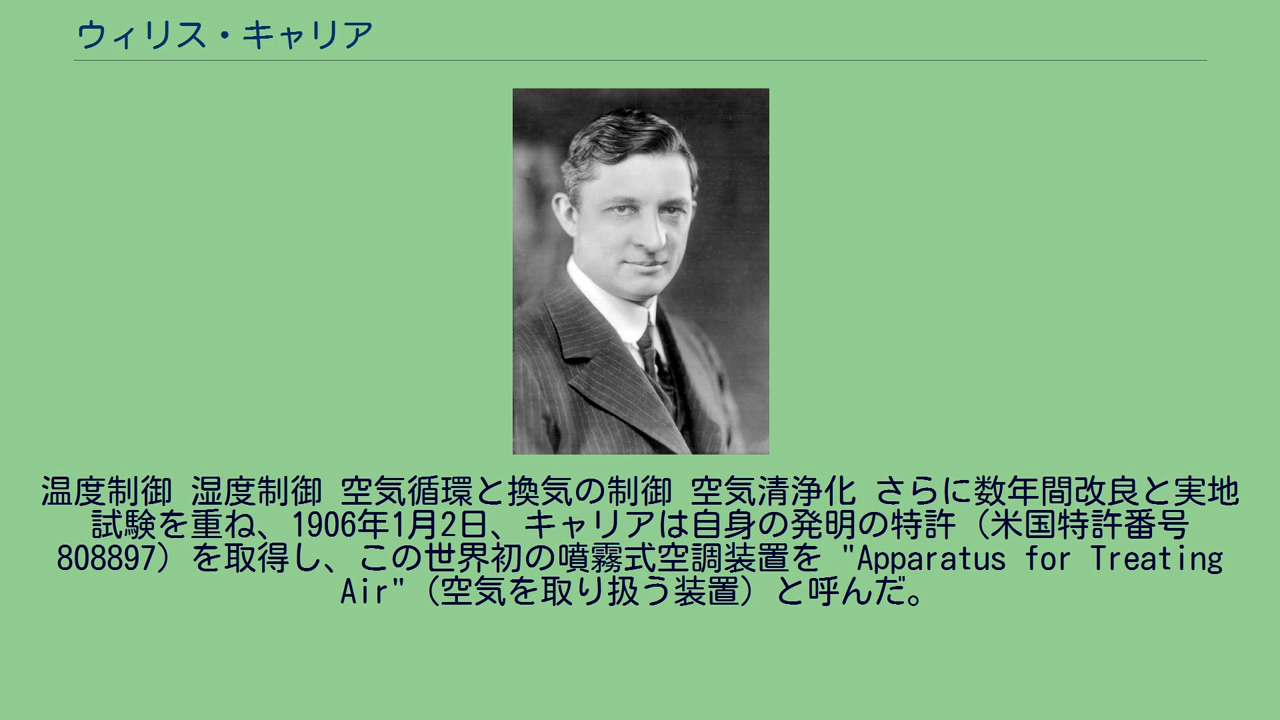 ウィリス・キャリア
温度制御 湿度制御 空気循環と換気の制御 空気清浄化 さらに数年間改良と実地
試験を重ね、1906年1月2日、キャリアは自身の発明の特許（米国特許番号
808897）を取得し、この世界初の噴霧式空調装置を "Apparatus for Treating
Air"（空気を取り扱う装置）と呼んだ。